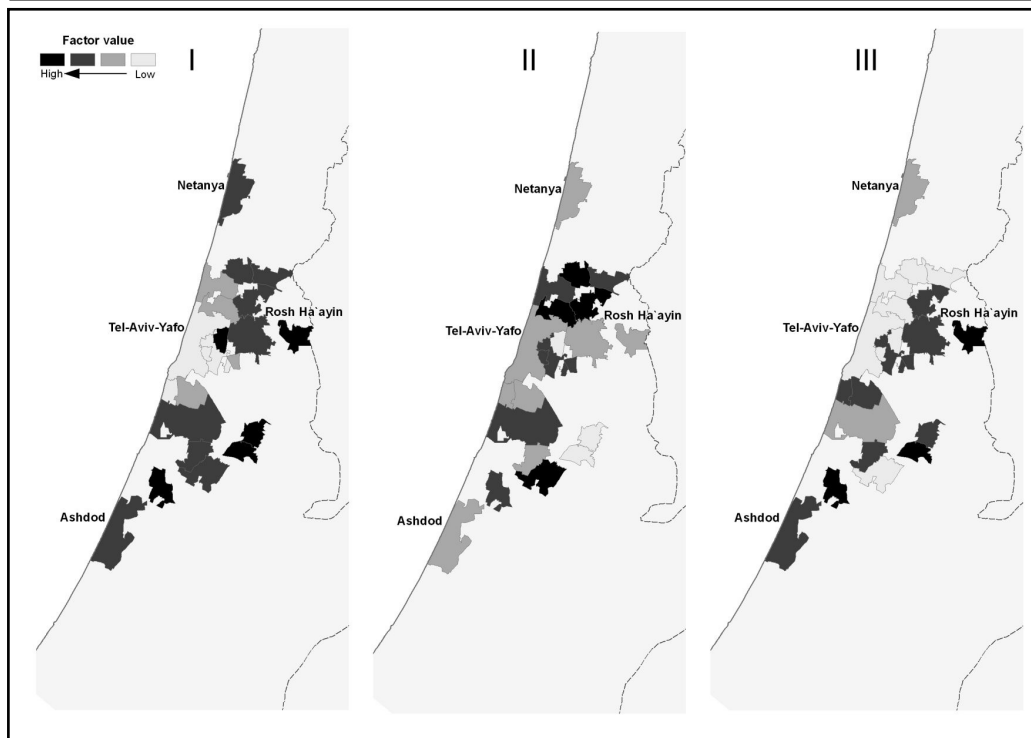 Factor value
High Low
I
Netanya
Tel-Aviv-Yafo
Rosh Ha`ayin
Ashdod
II
Netanya
Tel-Aviv-Yafo
Rosh Ha`ayin
Ashdod
III
Netanya
Tel-Aviv-Yafo
Rosh Ha`ayin
Ashdod